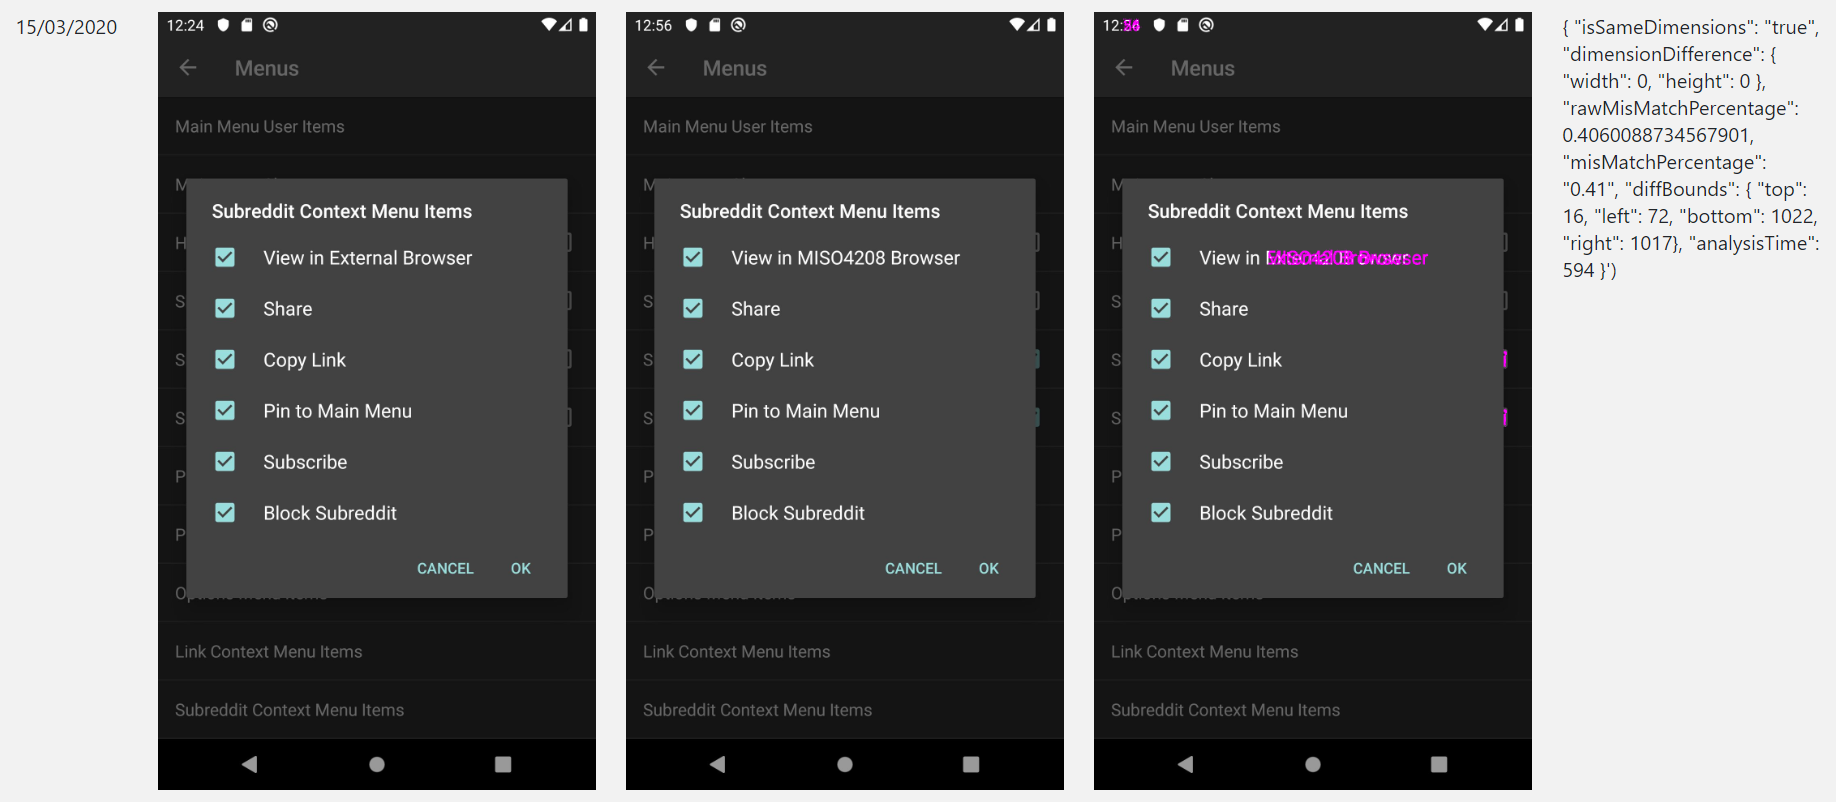 15/03/2020
12:24
Menus
Main Menu User Items
M
Subreddit Context Menu Items
H
View in External Browser
S
Share
S
Copy Link
S
Pin to Main Menu
P
Subscribe
P
Block Subreddit
CANCEL OK
Link Context Menu Items
Subreddit Context Menu Items
12:56
Menus
Main Menu User Items
M
Subreddit Context Menu Items
H
View in MISO4208 Browser
S
Share
S
Copy Link
S
Pin to Main Menu
P
Subscribe
P
Block Subreddit
CANCEL OK
Link Context Menu Items
Subreddit Context Menu Items
12:
Menus
Main Menu User Items
M
Subreddit Context Menu Items
H
View in
S
Share
S
Copy Link
S
Pin to Main Menu
P
Subscribe
P
Block Subreddit
CANCEL OK
Link Context Menu Items
Subreddit Context Menu Items
{ "isSameDimensions": "true",
"dimensionDifference": {
"width": 0, "height": 0 },
"rawMisMatchPercentage":
0.4060088734567901,
"misMatchPercentage":
"0.41", "diffBounds": { "top":
16, "left": 72, "bottom": 1022,
"right": 1017}, "analysisTime":
594 }')